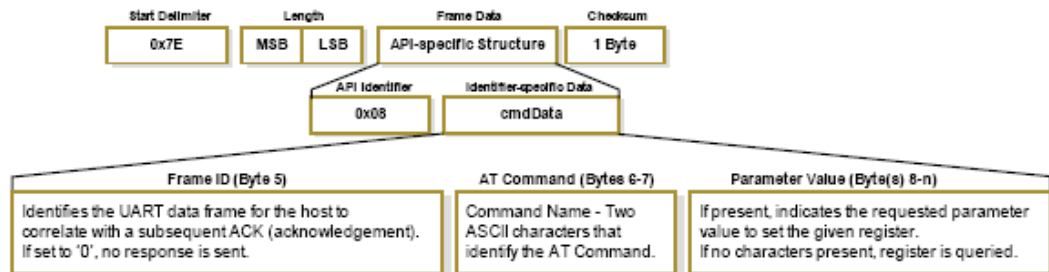 Start Delimiter Length Frame Data Checksum
0x7E MSB LSB API-specific Structure 1 Byte
API Identifier Identifier-specific Data
0x08 cmdData
Frame ID (Byte 5)
Identifies the UART data frame for the host to
correlate with a subsequent ACK (acknowledgement).
If set to '0', no response is sent.
AT Command (Bytes 6-7)
Command Name - Two
ASCII characters that
identify the AT Command.
Parameter Value (Byte(s) 8-n)
If present, indicates the requested parameter
value to set the given register.
If no characters present, register is queried.